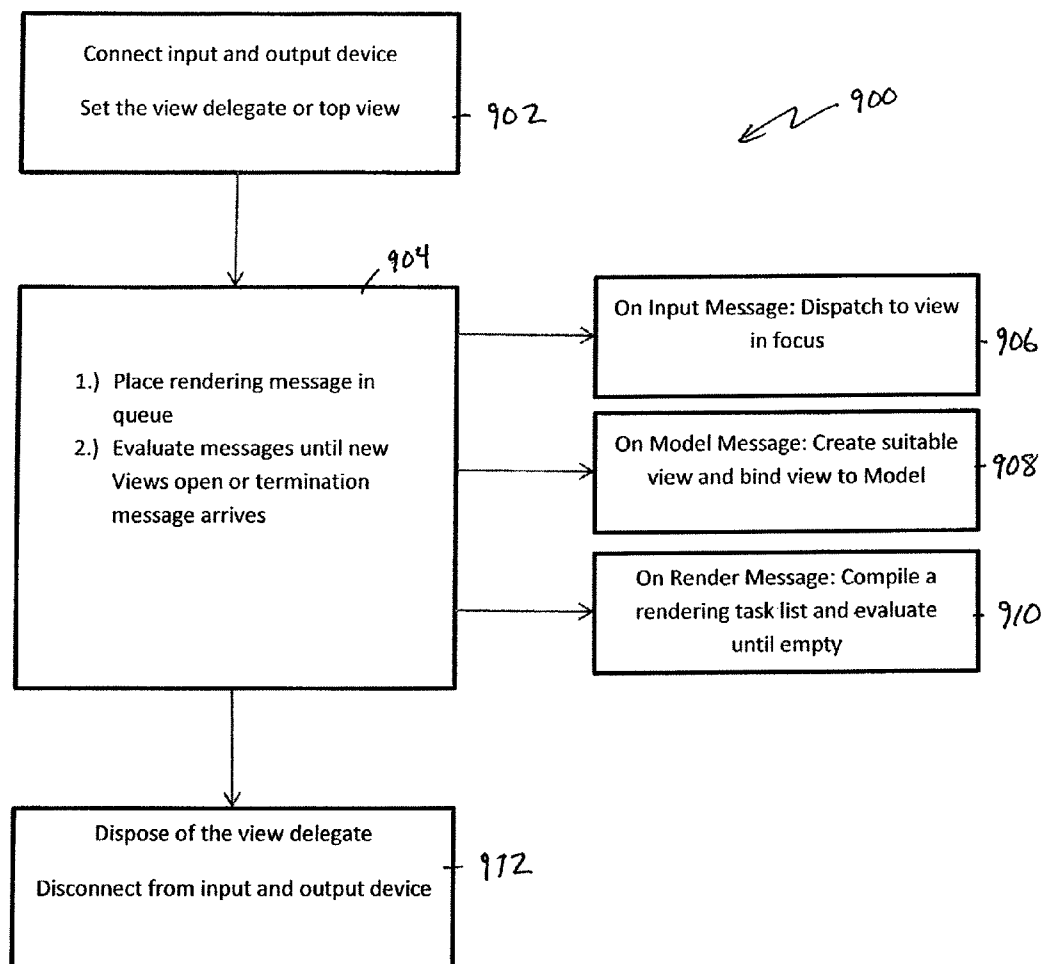 Connect input and output device
Set the view delegate or top view
902
900
904
1.) Place rendering message in
queue
2.) Evaluate messages until new
Views open or termination
message arrives
On Input Message: Dispatch to view
in focus
906
On Model Message: Create suitable
view and bind view to Model
908
On Render Message: Compile a
rendering task list and evaluate
until empty
910
Dispose of the view delegate
Disconnect from input and output device
912